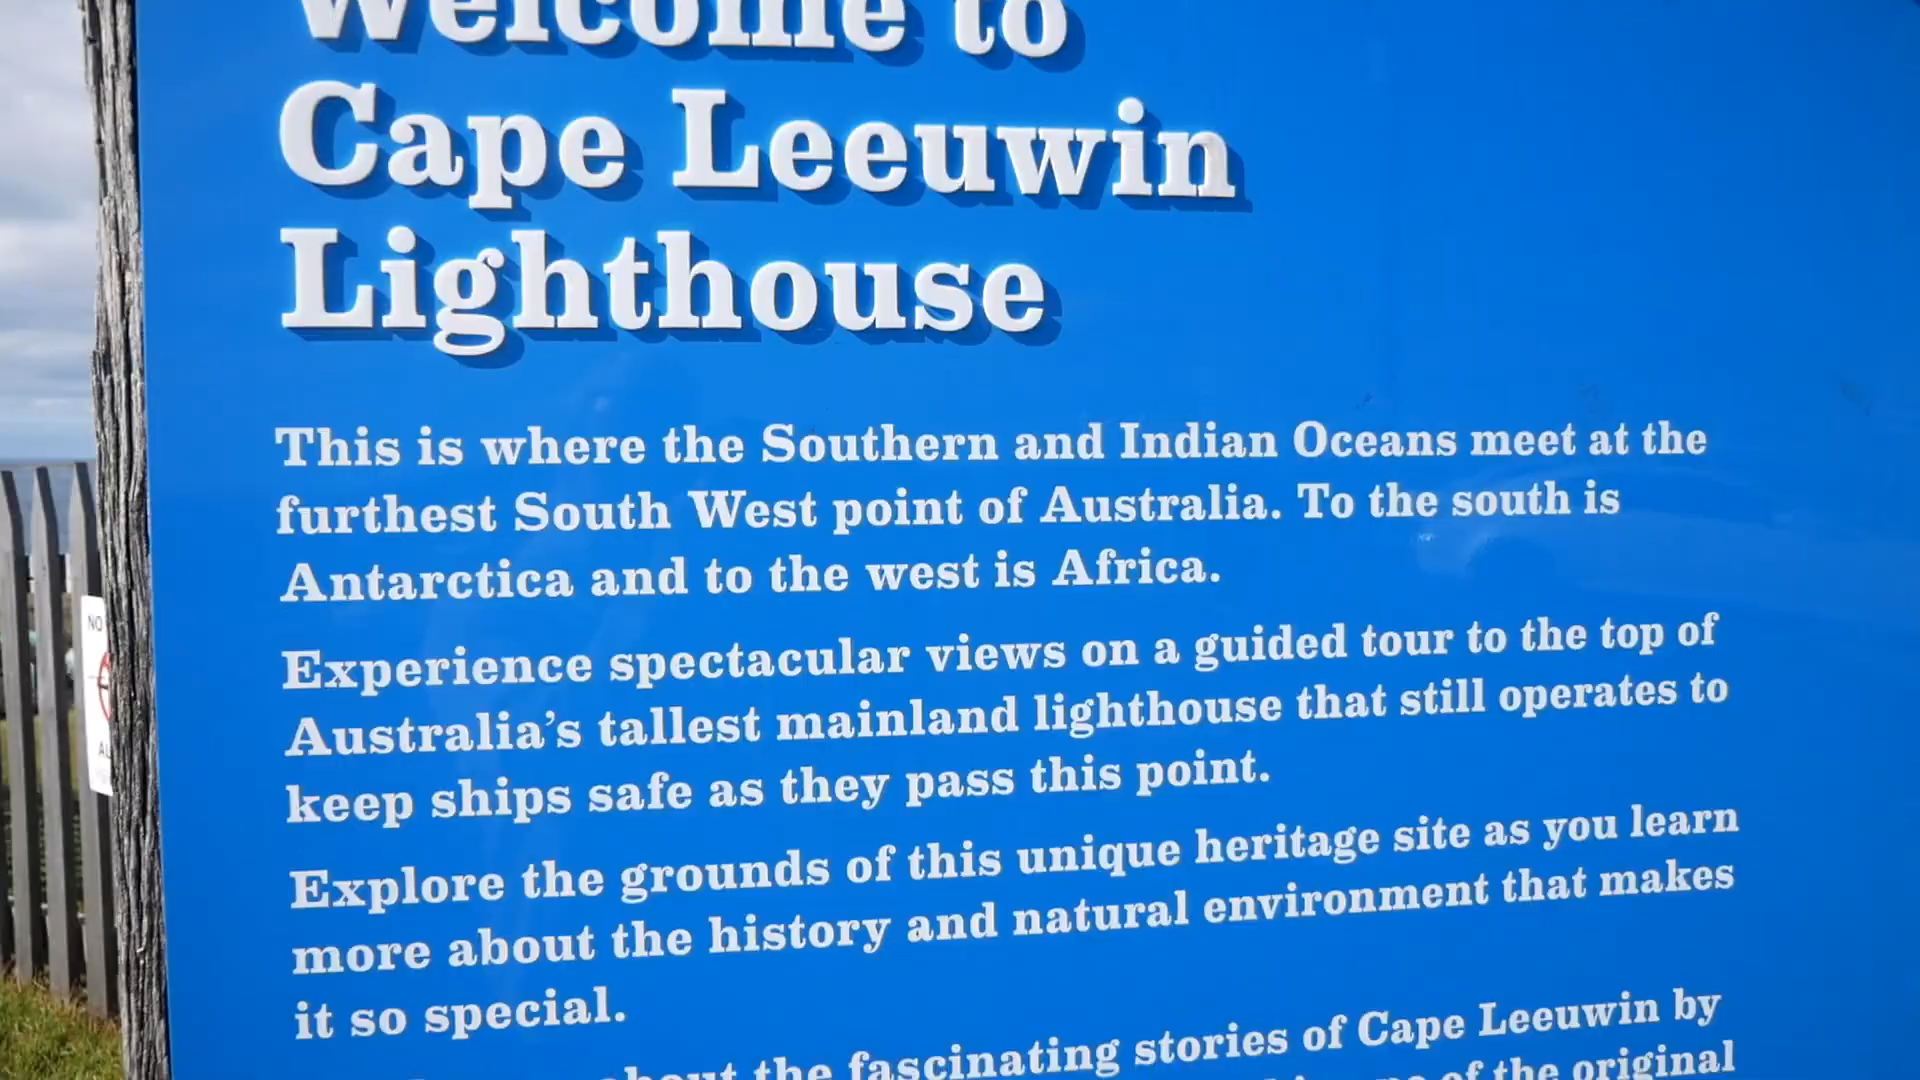 Welcome to
Cape Leeuwin
Lighthouse
This is where the Southern and Indian Oceans meet at the
furthest South West point of Australia. To the south is
Antarctica and to the west is Africa.
Experience spectacular views on a guided tour to the top of
Australia's tallest mainland lighthouse that still operates to
keep ships safe as they pass this point.
Explore the grounds of this unique heritage site as you learn
more about the history and natural environment that makes
it so special.
about the fascinating stories of Cape Leeuwin by
of the original
NO